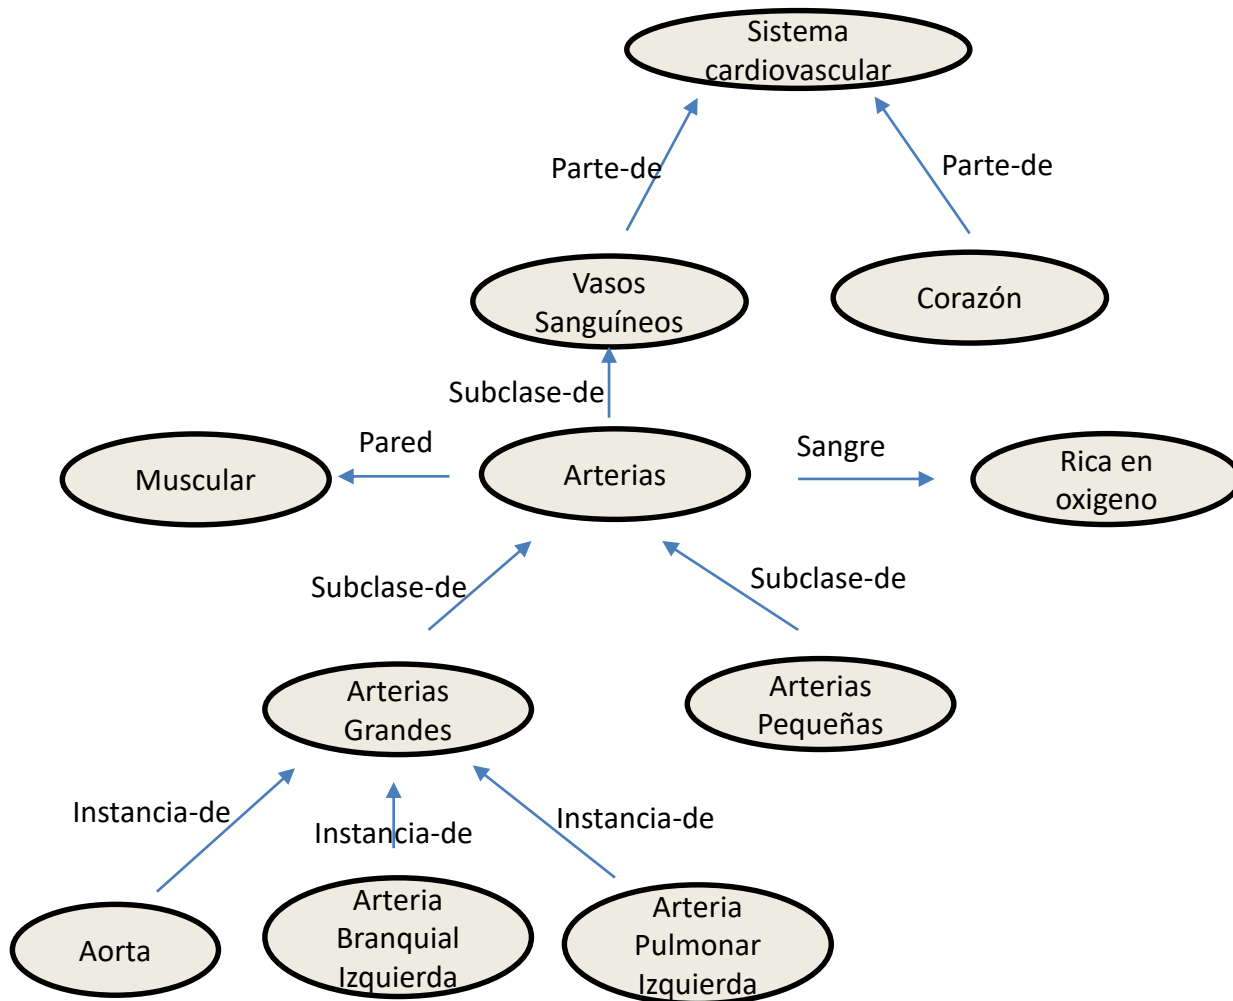 Sistema
cardiovascular
Parte-de
Parte-de
Vasos
Sanguíneos
Corazón
Subclase-de
Pared
Sangre
Muscular
Arterias
Rica en
oxigeno
Subclase-de
Subclase-de
Arterias
Grandes
Arterias
Pequeñas
Instancia-de
Instancia-de
Instancia-de
Aorta
Arteria
Branquial
Izquierda
Arteria
Pulmonar
Izquierda